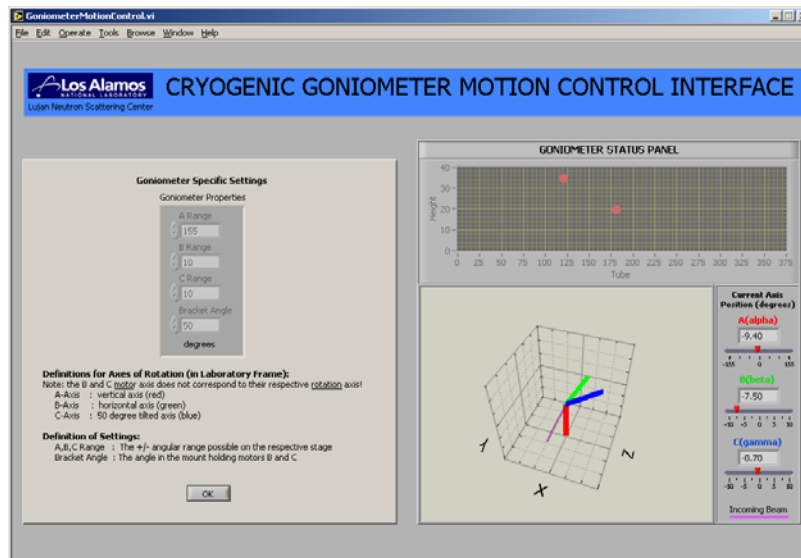 GoniometerMotionControl.vi
File Edit Operate Tools Browse Window Help
Los Alamos
NATIONAL LABORATORY
Lujan Neutron Scattering Center
CRYOGENIC GONIOMETER MOTION CONTROL INTERFACE
Goniometer Specific Settings
Goniometer Properties
A Range
155
B Range
10
C Range
10
Bracket Angle
50
degrees
Definitions for Axes of Rotation (in Laboratory Frame):
Note: the B and C motor axis does not correspond to their respective rotation axis!
A-Axis : vertical axis (red)
B-Axis : horizontal axis (green)
C-Axis : 50 degree tilted axis (blue)
Definition of Settings:
A,B,C Range : The +/- angular range possible on the respective stage
Bracket Angle : The angle in the mount holding motors B and C
OK
GONIOMETER STATUS PANEL
Height
40
30
20
10
0
0 25 50 75 100 125 150 175 200 225 250 275 300 325 350 375
Tube
Y
X
Z
Current Axis
Position (degrees)
A(alpha)
-9.40
-155 0 155
B(beta)
-7.50
-10 -5 0 5 10
C(gamma)
-0.70
-10 -5 0 5 10
Incoming Beam